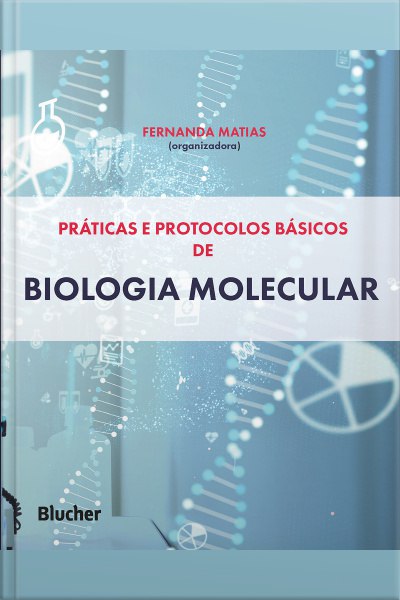 FERNANDA MATIAS
(organizadora)
PRÁTICAS E PROTOCOLOS BÁSICOS
DE
BIOLOGIA MOLECULAR
Blucher